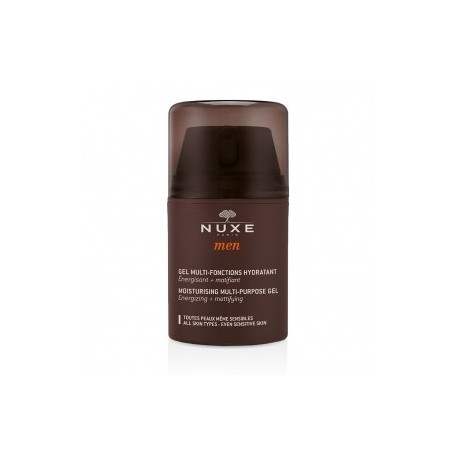 NUXE
PARIS
men
GEL MULTI-FONCTIONS HYDRATANT
Energisant + matifiant
MOISTURISING MULTI-PURPOSE GEL
Energizing + mattifying
TOUTES PEAUX MÊME SENSIBLES
ALL SKIN TYPES - EVEN SENSITIVE SKIN